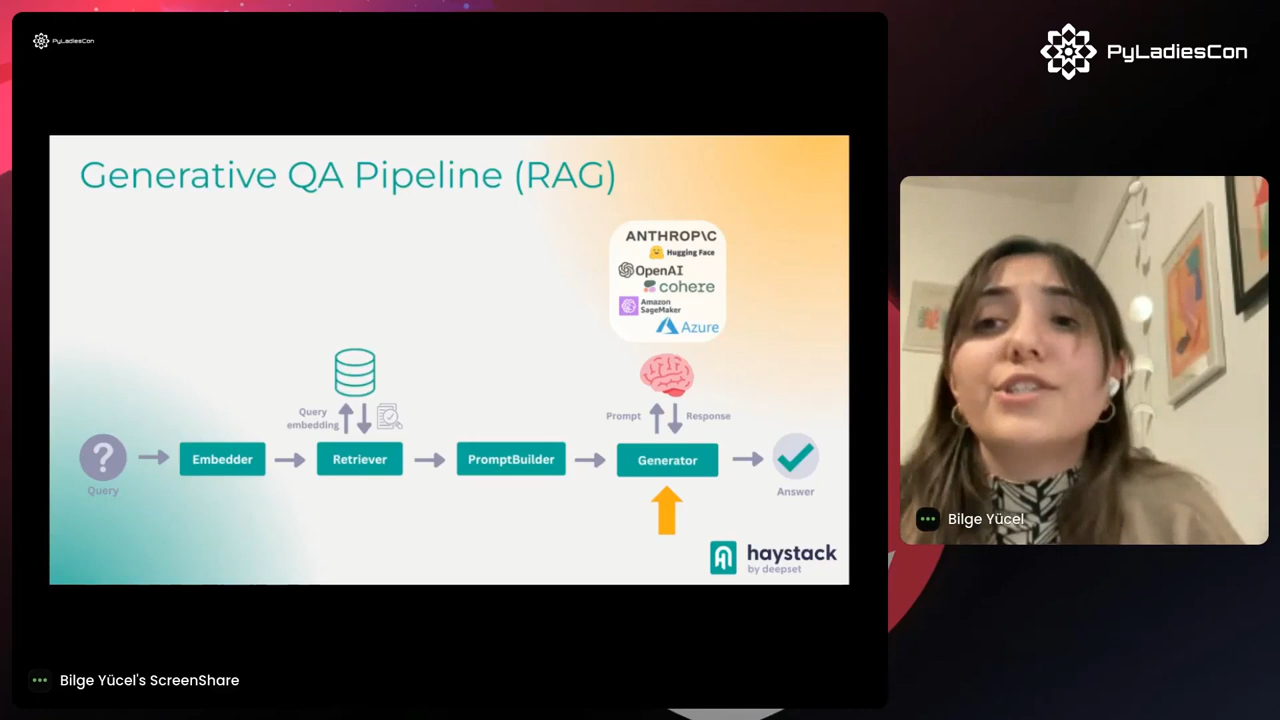 PyLadiesCon
PyLadiesCon
Generative QA Pipeline (RAG)
ANTHROP\C
Hugging Face
OpenAI
cohere
Amazon
SageMaker
Azure
Query
embedding
Prompt
Response
?
Embedder
Retriever
PromptBuilder
Generator
Query
Answer
haystack
by deepset
Bilge Yücel
Bilge Yücel's ScreenShare